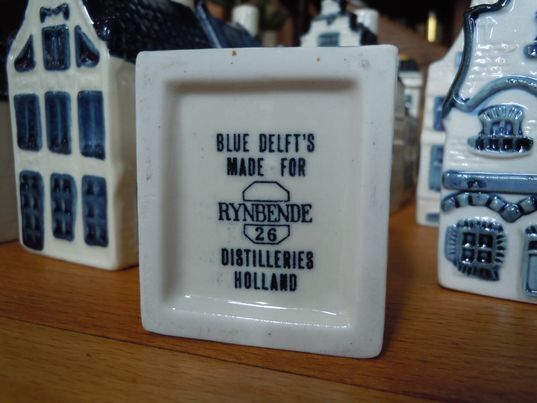 BLUE DELFT'S
MADE FOR
RYNBENDE
26
DISTILLERIES
HOLLAND